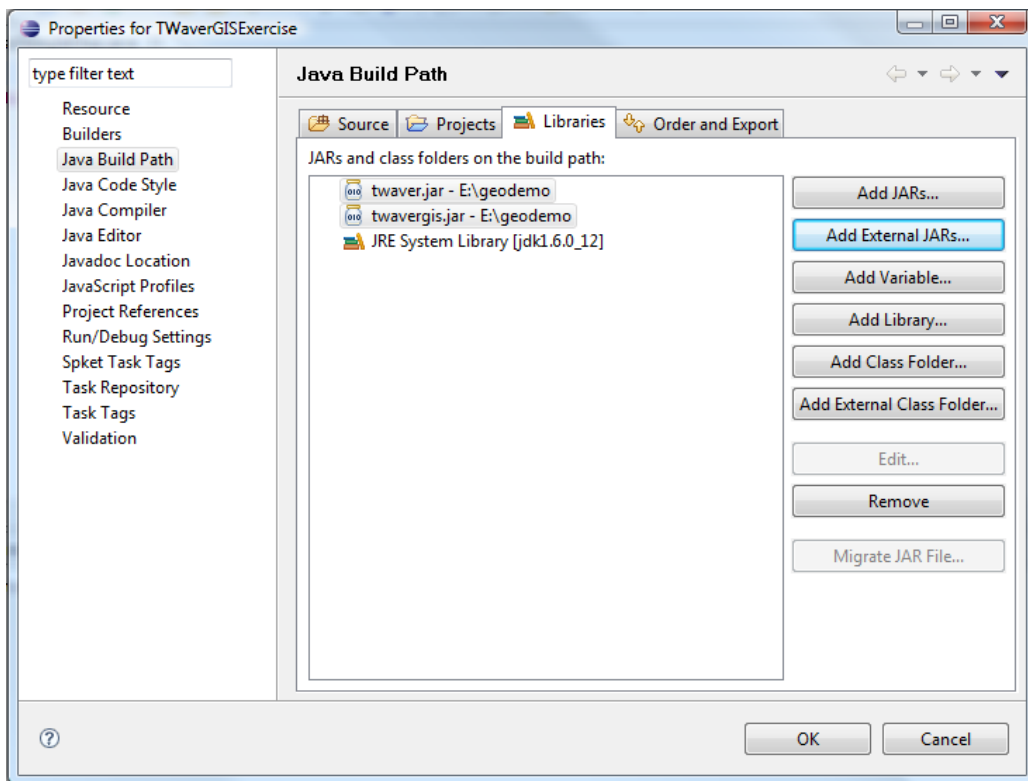 Properties for TWaverGISExercise
type filter text
Resource
Builders
Java Build Path
Java Code Style
Java Compiler
Java Editor
Javadoc Location
JavaScript Profiles
Project References
Run/Debug Settings
Spket Task Tags
Task Repository
Task Tags
Validation
Java Build Path
Source Projects Libraries Order and Export
JARs and class folders on the build path:
twaver.jar - E:\geodemo
twavergis.jar - E:\geodemo
JRE System Library [jdk1.6.0_12]
Add JARs...
Add External JARs...
Add Variable...
Add Library...
Add Class Folder...
Add External Class Folder...
Edit...
Remove
Migrate JAR File...
OK Cancel